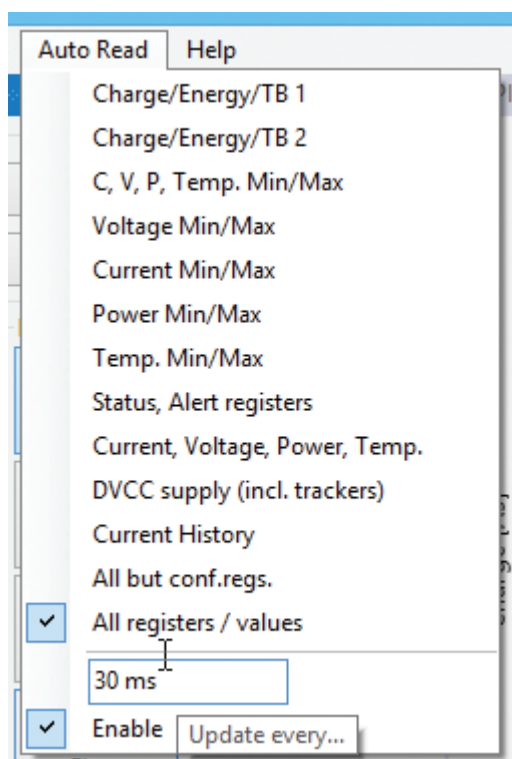 Auto Read Help
Charge/Energy/TB 1
Charge/Energy/TB 2
C, V, P, Temp. Min/Max
Voltage Min/Max
Current Min/Max
Power Min/Max
Temp. Min/Max
Status, Alert registers
Current, Voltage, Power, Temp.
DVCC supply (incl. trackers)
Current History
All but conf.regs.
All registers / values
30 ms
Enable
Update every...